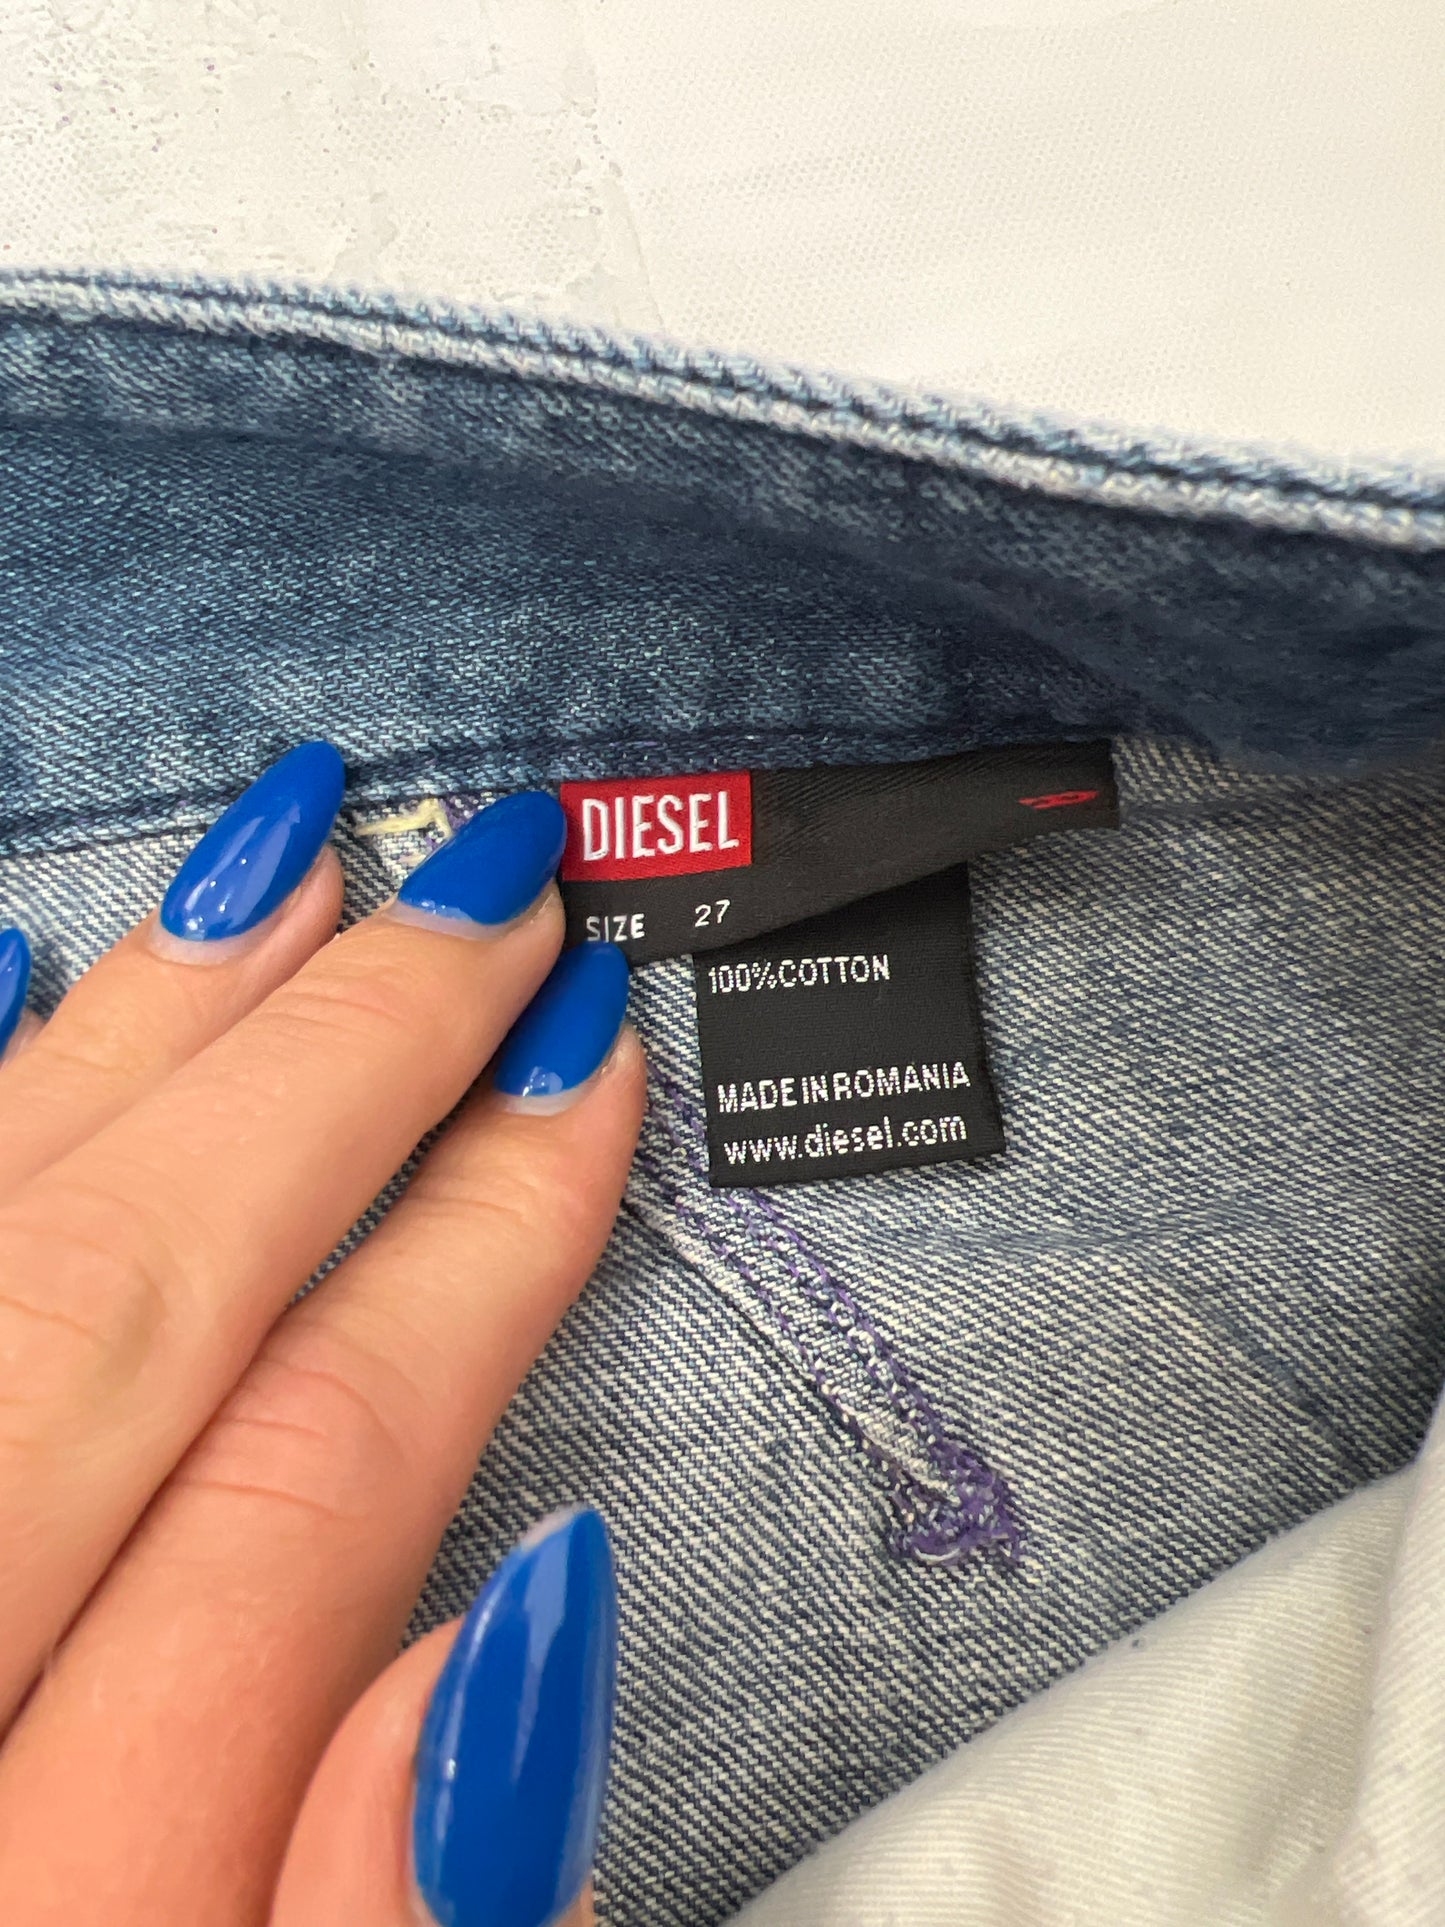 DIESEL
SIZE 27
100%COTTON
MADE IN ROMANIA
www.diesel.com